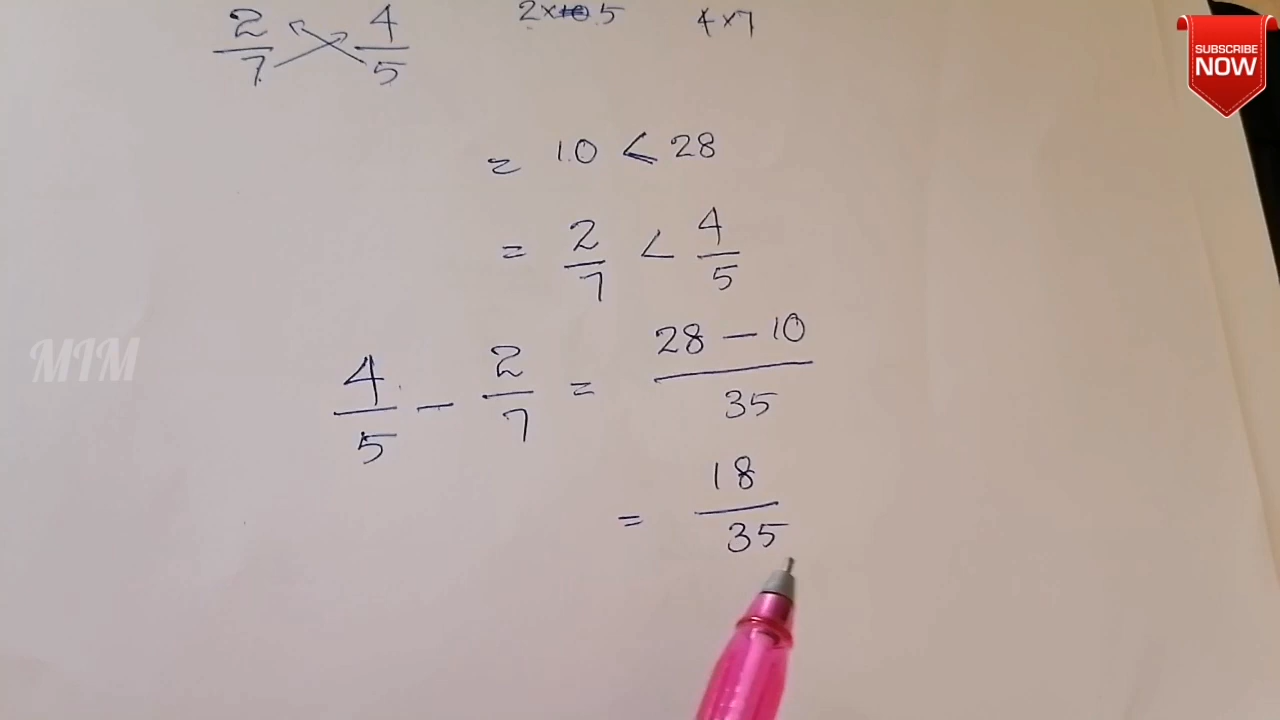 2/7 4/5 2×5 4×7
SUBSCRIBE
NOW
= 10 < 28
= 2/7 < 4/5
MIM
4/5 - 2/7 = 28 - 10/35
= 18/35